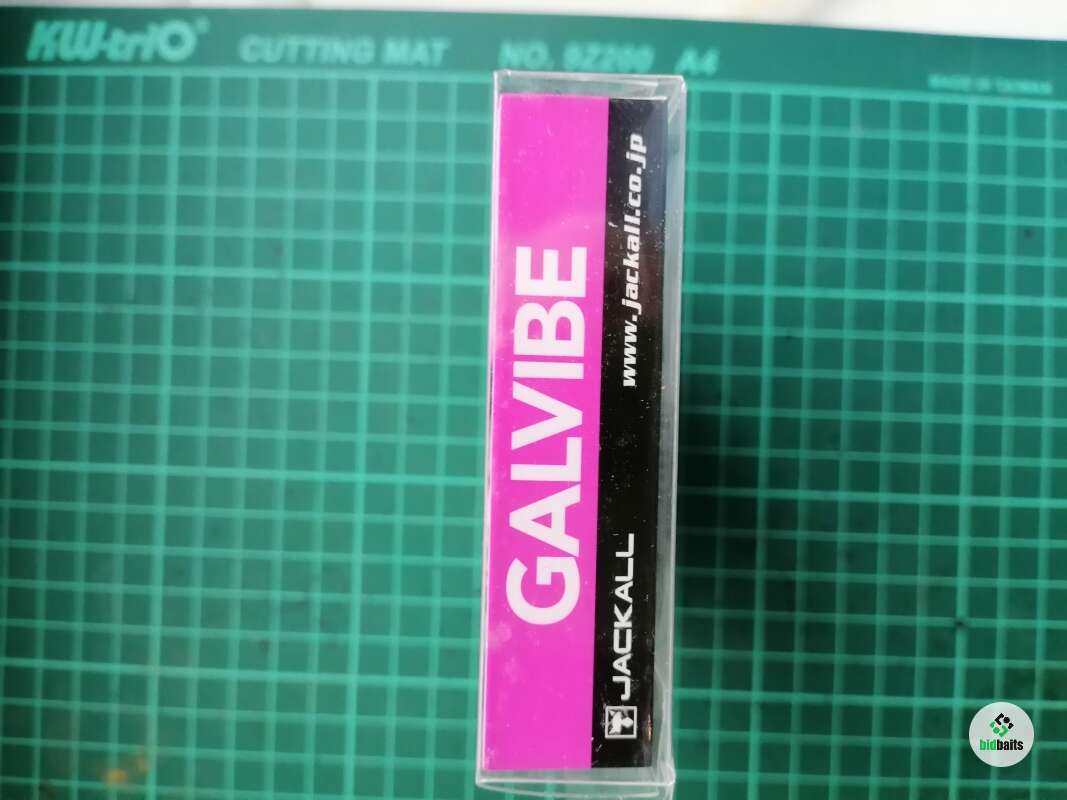 KW-triO® CUTTING MAT NO. 9Z200 A4
MADE IN TAIWAN
GALVIBE
JACKALL www.jackall.co.jp
bidbaits